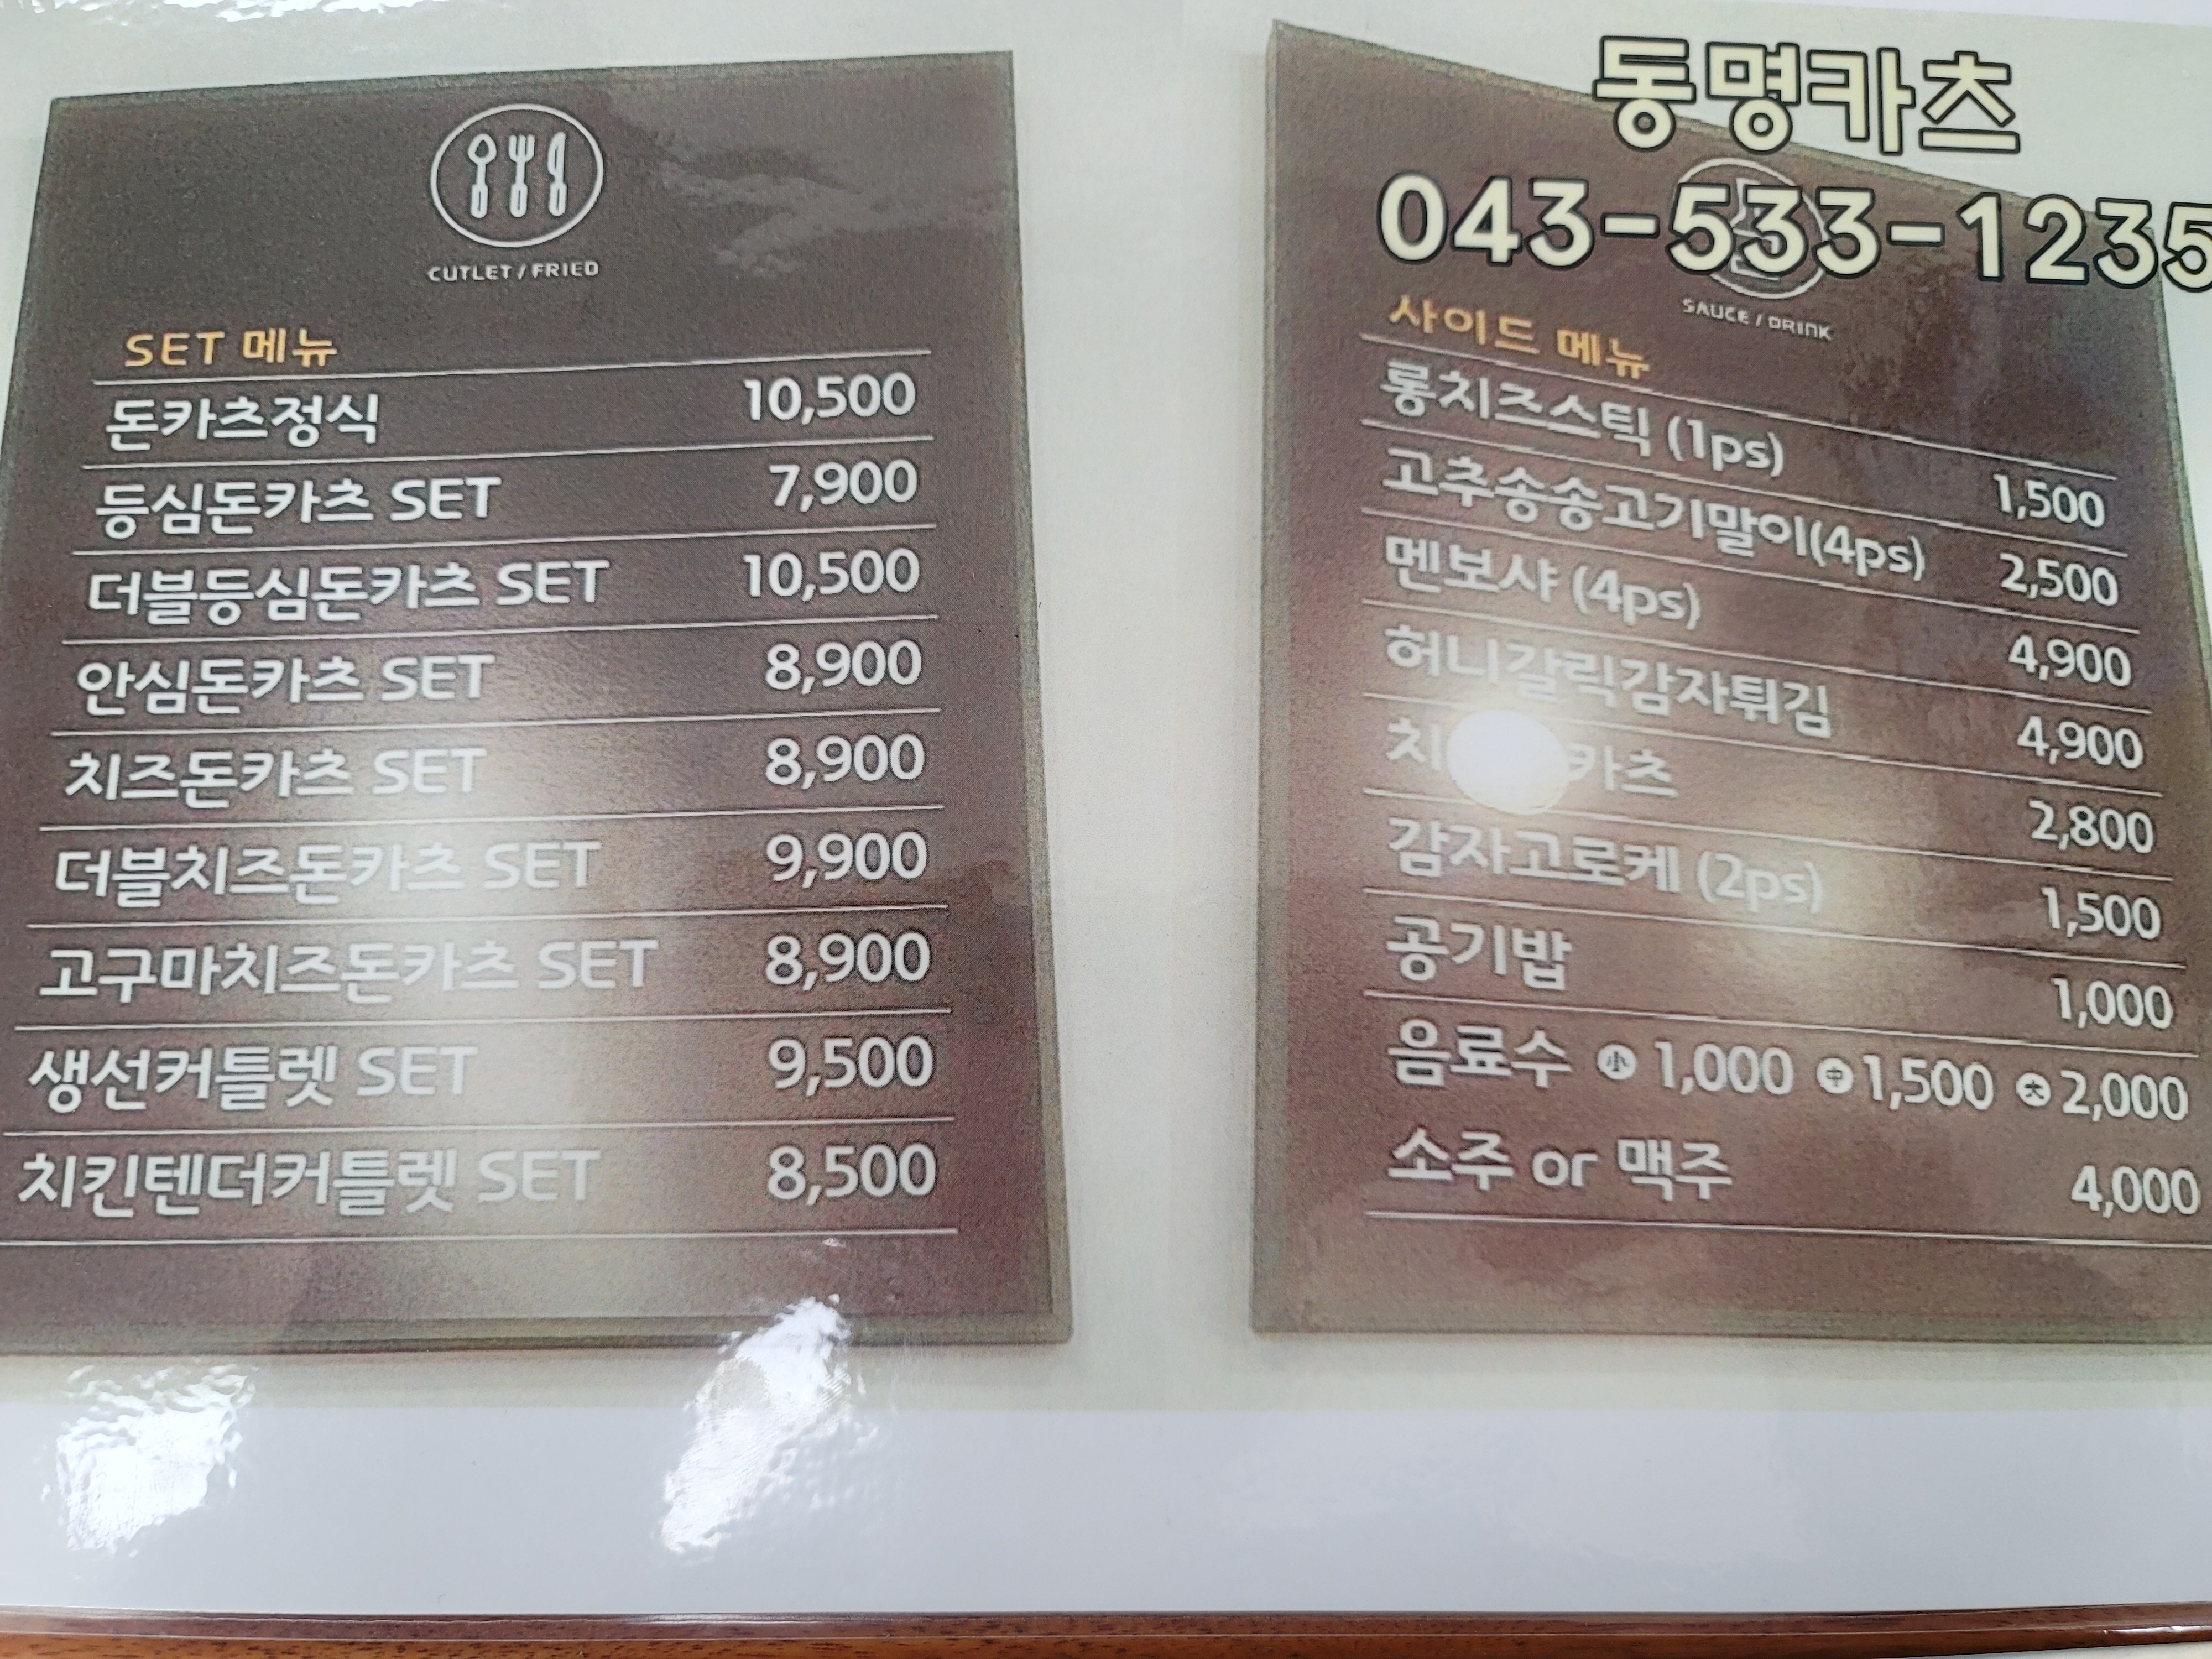 CUTLET / FRIED
SET 메뉴
돈카츠정식 10,500
등심돈카츠 SET 7,900
더블등심돈카츠 SET 10,500
안심돈카츠 SET 8,900
치즈돈카츠 SET 8,900
더블치즈돈카츠 SET 9,900
고구마치즈돈카츠 SET 8,900
생선커틀렛 SET 9,500
치킨텐더커틀렛 SET 8,500
동명카츠
043-533-1235
SAUCE / DRINK
사이드 메뉴
롱치즈스틱 (1ps) 1,500
고추송송고기말이(4ps) 2,500
멘보샤 (4ps) 4,900
허니갈릭감자튀김 4,900
2,800
감자고로케 (2ps) 1,500
공기밥 1,000
음료수 小 1,000 中 1,500 大 2,000
소주 or 맥주 4,000